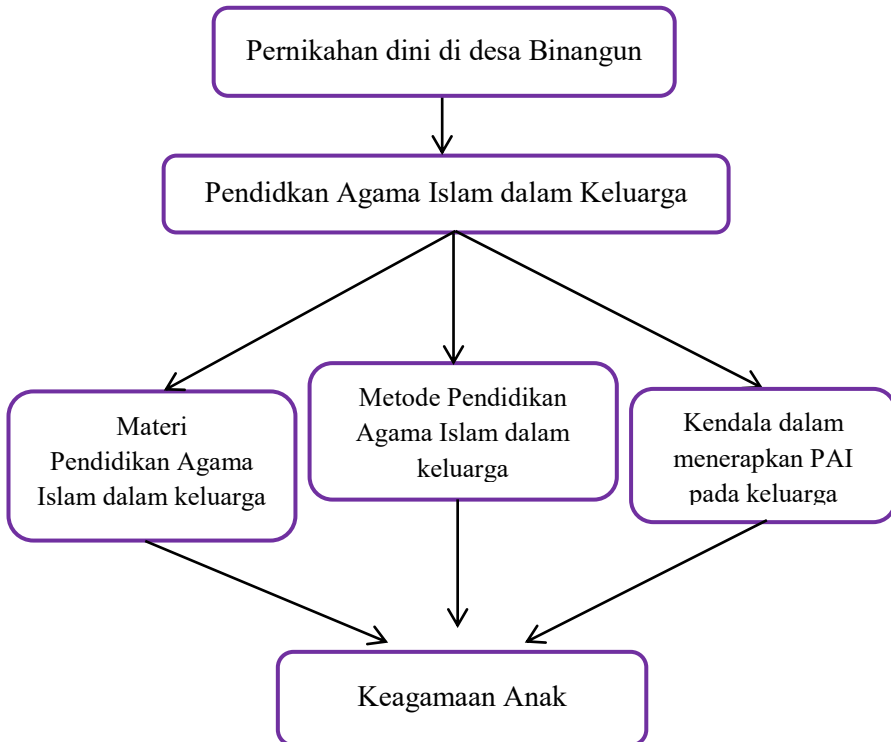 Pernikahan dini di desa Binangun
Pendidkan Agama Islam dalam Keluarga
Materi
Pendidikan Agama
Islam dalam keluarga
Metode Pendidikan
Agama Islam dalam
keluarga
Kendala dalam
menerapkan PAI
pada keluarga
Keagamaan Anak